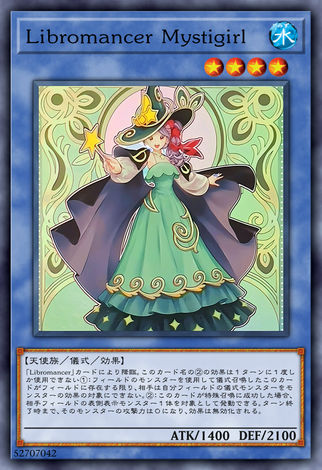 Libromancer Mystigirl
水
【天使族／儀式／効果】
「Libromancer」カードにより降臨。このカード名の②の効果は１ターンに１度し
か使用できない①：フィールドのモンスターを使用して儀式召喚したこのカー
ドがフィールドに存在する限り、相手は自分フィールドの儀式モンスターをモ
ンスターの効果の対象にできない。②：このカードが特殊召喚に成功した場合、
相手フィールドの表側表示モンスター１体を対象として発動できる。ターン終
了時まで、そのモンスターの攻撃力は０になり、効果は無効化される。
ATK/1400 DEF/2100
52707042